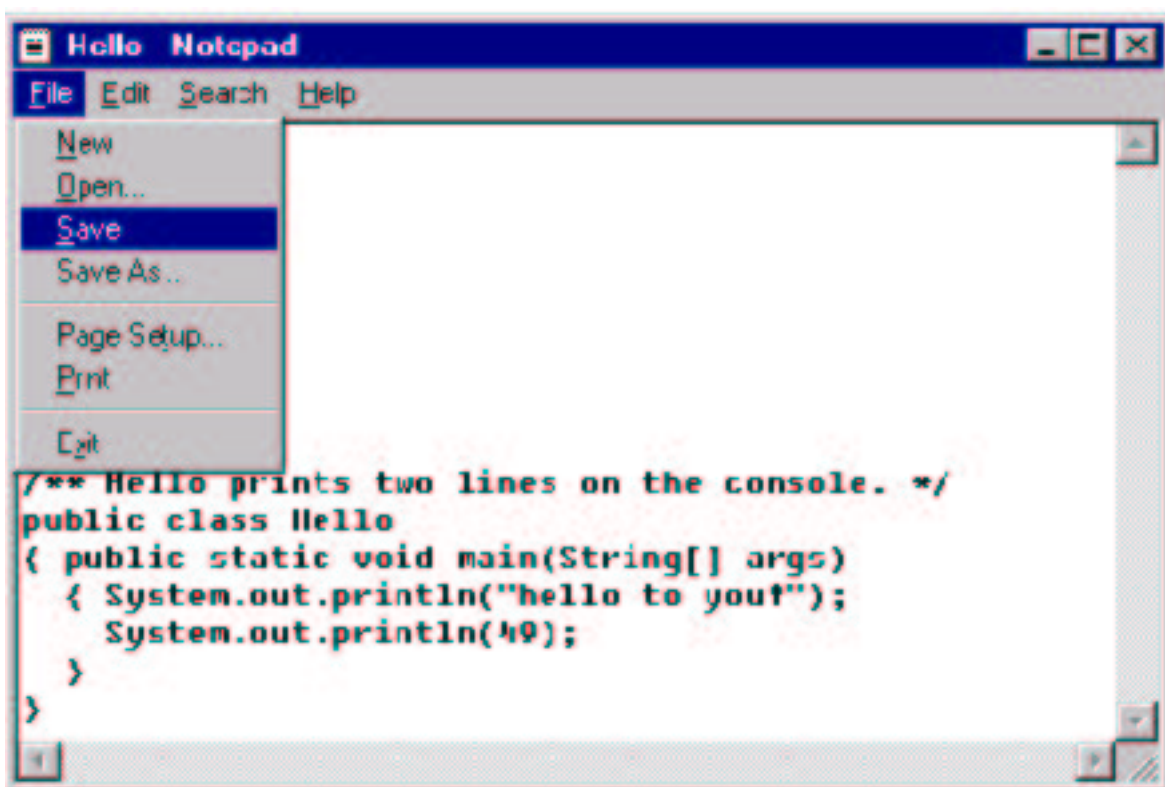 Hello Notepad
File Edit Search Help
New
Open...
Save
Save As...
Page Setup...
Print
Exit
/** Hello prints two lines on the console. */
public class Hello
{ public static void main(String[] args)
{ System.out.println("hello to you!");
System.out.println(49);
}
}